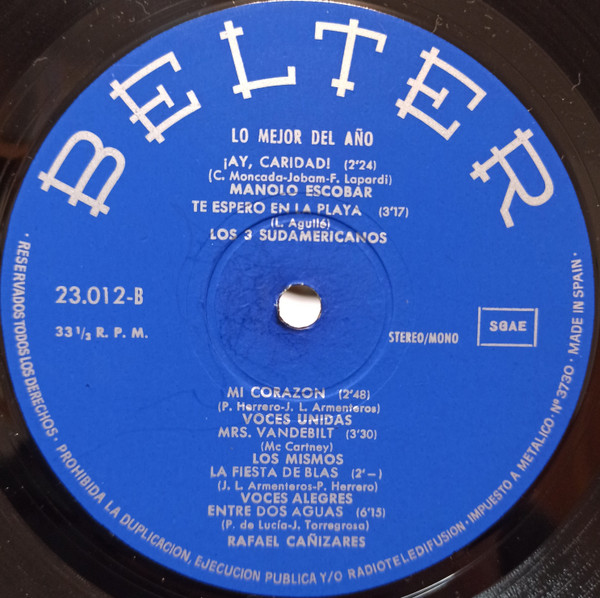 BELTER
LO MEJOR DEL AÑO
¡AY, CARIDAD! (2'24)
(C. Moncada-Jobam-F. Lapardi)
MANOLO ESCOBAR
TE ESPERO EN LA PLAYA (3'17)
(L. Aguilé)
LOS 3 SUDAMERICANOS
23.012-B
33 1/3 R. P. M.
STEREO/MONO
SGAE
MI CORAZON (2'48)
(P. Herrero-J. L. Armenteros)
VOCES UNIDAS
MRS. VANDEBILT (3'30)
(Mc Cartney)
LOS MISMOS
LA FIESTA DE BLAS (2'-)
(J. L. Armenteros-P. Herrero)
VOCES ALEGRES
ENTRE DOS AGUAS (6'15)
(P. de Lucía-J. Torregrosa)
RAFAEL CAÑIZARES
· RESERVADOS TODOS LOS DERECHOS · PROHIBIDA LA DUPLICACION, EJECUCION PUBLICA Y/O RADIOTELEDIFUSION · IMPUESTO A METALICO · Nº 3730 · MADE IN SPAIN ·